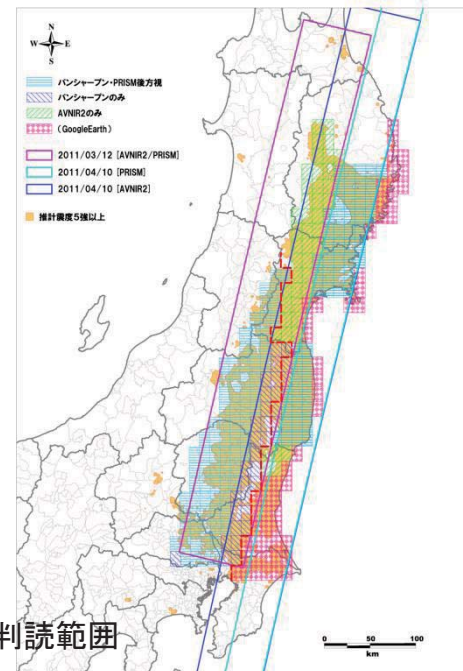 N
W E
S
パンシャープン・PRISM後方視
パンシャープンのみ
AVNIR2のみ
(GoogleEarth)
2011/03/12 [AVNIR2/PRISM]
2011/04/10 [PRISM]
2011/04/10 [AVNIR2]
推計震度5強以上
判読範囲
0 50 100
km